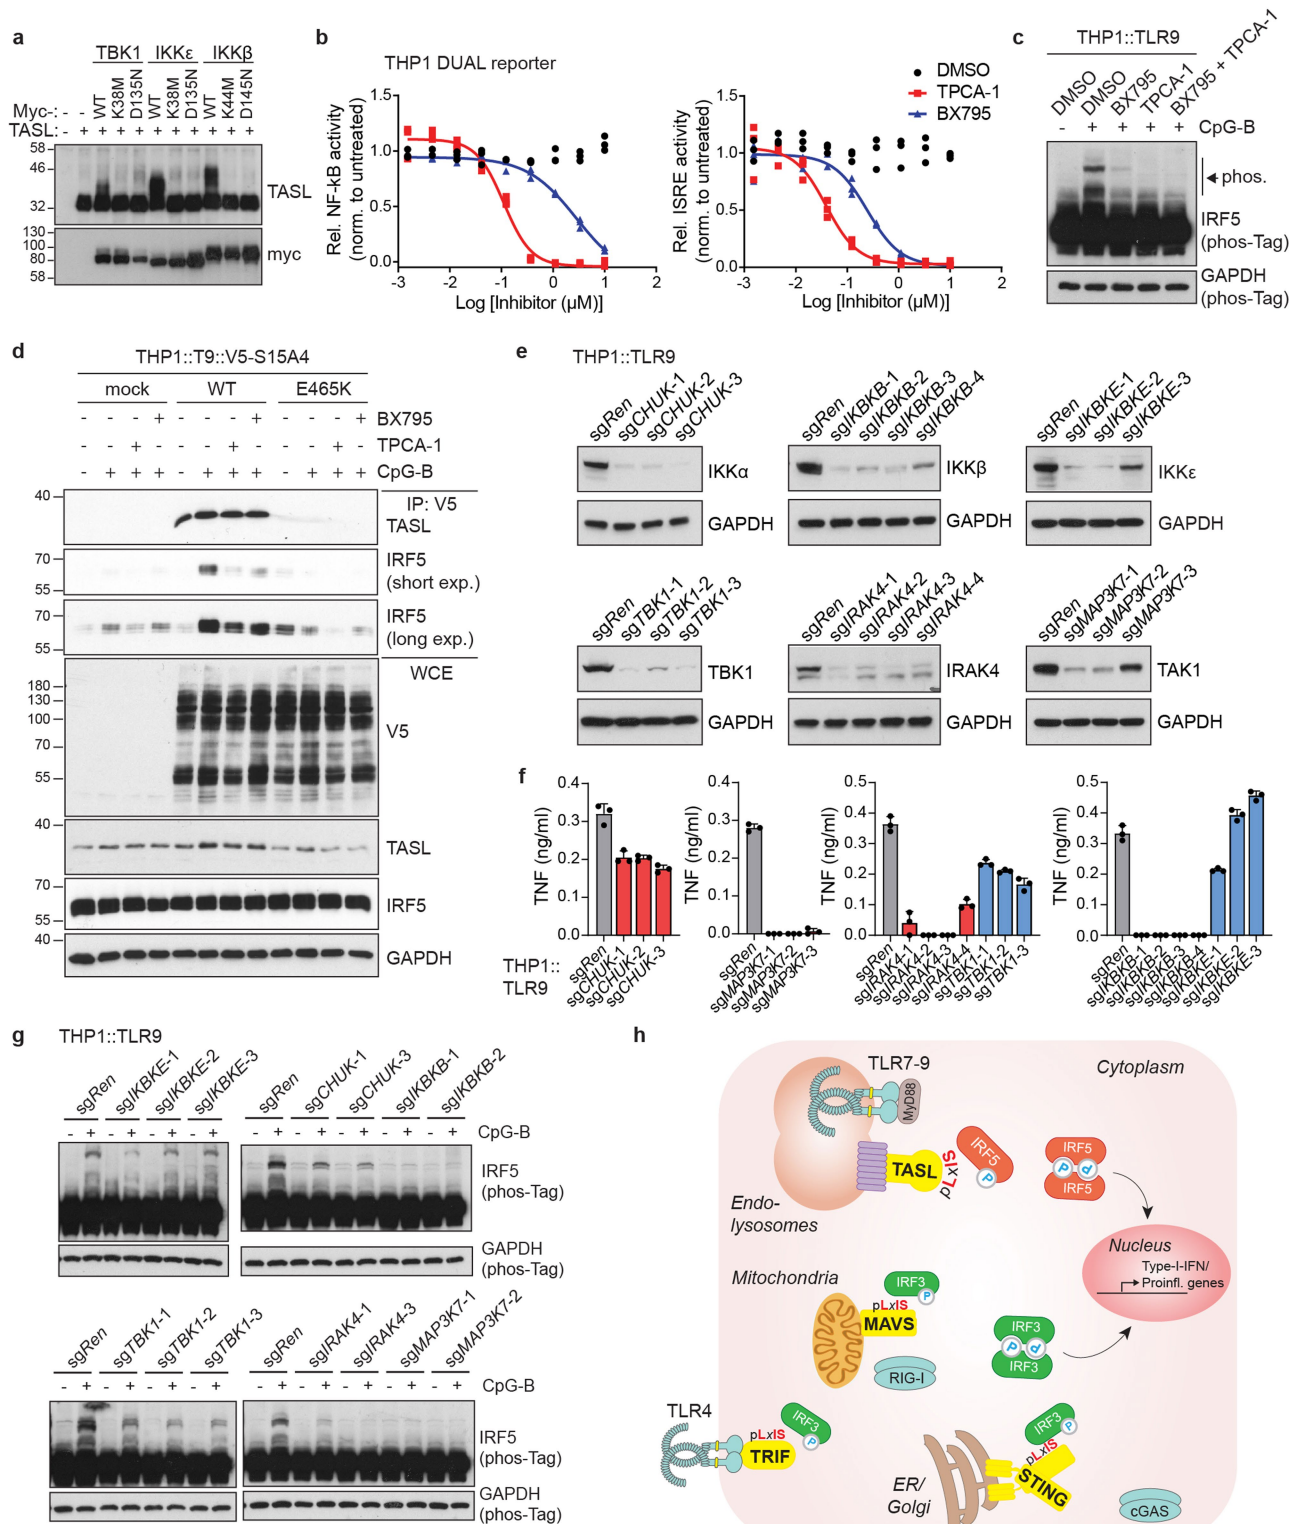 a
TBK1 IKKε IKKβ
WT K38M D135N WT K38M D135N WT K44M D145N
Myc-: - -
TASL: - + + + + + + + + + +
58
46
32
TASL
130
100
80
58
myc
b
THP1 DUAL reporter
DMSO
TPCA-1
BX795
Rel. NF-kB activity
(norm. to untreated)
1.5
1.0
0.5
0.0
-3 -2 -1 0 1 2
Log [Inhibitor (µM)]
Rel. ISRE activity
(norm. to untreated)
1.5
1.0
0.5
0.0
-3 -2 -1 0 1 2
Log [Inhibitor (µM)]
c
THP1::TLR9
DMSO DMSO BX795 TPCA-1 BX795 + TPCA-1
- + + + + CpG-B
phos.
IRF5
(phos-Tag)
GAPDH
(phos-Tag)
d
THP1::T9::V5-S15A4
mock WT E465K
- - - + - - - + - - - + BX795
- - + - - - + - - - + - TPCA-1
- + + + - + + + - + + + CpG-B
40
IP: V5
TASL
70
55
IRF5
(short exp.)
70
55
IRF5
(long exp.)
WCE
180
130
100
70
55
V5
40
TASL
70
55
IRF5
40
GAPDH
e
THP1::TLR9
sgRen sgCHUK-1 sgCHUK-2 sgCHUK-3
IKKα
GAPDH
sgRen sgIKBKB-1 sgIKBKB-2 sgIKBKB-3 sgIKBKB-4
IKKβ
GAPDH
sgRen sgIKBKE-1 sgIKBKE-2 sgIKBKE-3
IKKε
GAPDH
sgRen sgTBK1-1 sgTBK1-2 sgTBK1-3
TBK1
GAPDH
sgRen sgIRAK4-1 sgIRAK4-2 sgIRAK4-3 sgIRAK4-4
IRAK4
GAPDH
sgRen sgMAP3K7-1 sgMAP3K7-2 sgMAP3K7-3
TAK1
GAPDH
f
TNF (ng/ml)
0.4
0.3
0.2
0.1
0.0
THP1::
TLR9
sgRen sgCHUK-1 sgCHUK-2 sgCHUK-3
TNF (ng/ml)
0.4
0.3
0.2
0.1
0.0
sgRen sgMAP3K7-1 sgMAP3K7-2 sgMAP3K7-3
TNF (ng/ml)
0.5
0.4
0.3
0.2
0.1
0.0
sgRen sgIRAK4-1 sgIRAK4-2 sgIRAK4-3 sgIRAK4-4 sgTBK1-1 sgTBK1-2 sgTBK1-3
TNF (ng/ml)
0.5
0.4
0.3
0.2
0.1
0.0
sgRen sgIKBKB-1 sgIKBKB-2 sgIKBKB-3 sgIKBKB-4 sgIKBKE-1 sgIKBKE-2 sgIKBKE-3
g
THP1::TLR9
sgRen sgIKBKE-1 sgIKBKE-2 sgIKBKE-3
- + - + - + - +
sgRen sgCHUK-1 sgCHUK-3 sgIKBKB-1 sgIKBKB-2
- + - + - + - + - + CpG-B
IRF5
(phos-Tag)
GAPDH
(phos-Tag)
sgRen sgTBK1-1 sgTBK1-2 sgTBK1-3
- + - + - + - +
sgRen sgIRAK4-1 sgIRAK4-3 sgMAP3K7-1 sgMAP3K7-2
- + - + - + - + - + CpG-B
IRF5
(phos-Tag)
GAPDH
(phos-Tag)
h
TLR7-9
Cytoplasm
MyD88
TASL
pLxIS
IRF5
P
IRF5
P P
IRF5
Endo-
lysosomes
Nucleus
Type-I-IFN/
Proinfl. genes
Mitochondria
IRF3
P
pLxIS
MAVS
RIG-I
IRF3
P P
IRF3
TLR4
pLxIS
TRIF
IRF3
P
ER/
Golgi
IRF3
P
pLxIS
STING
cGAS